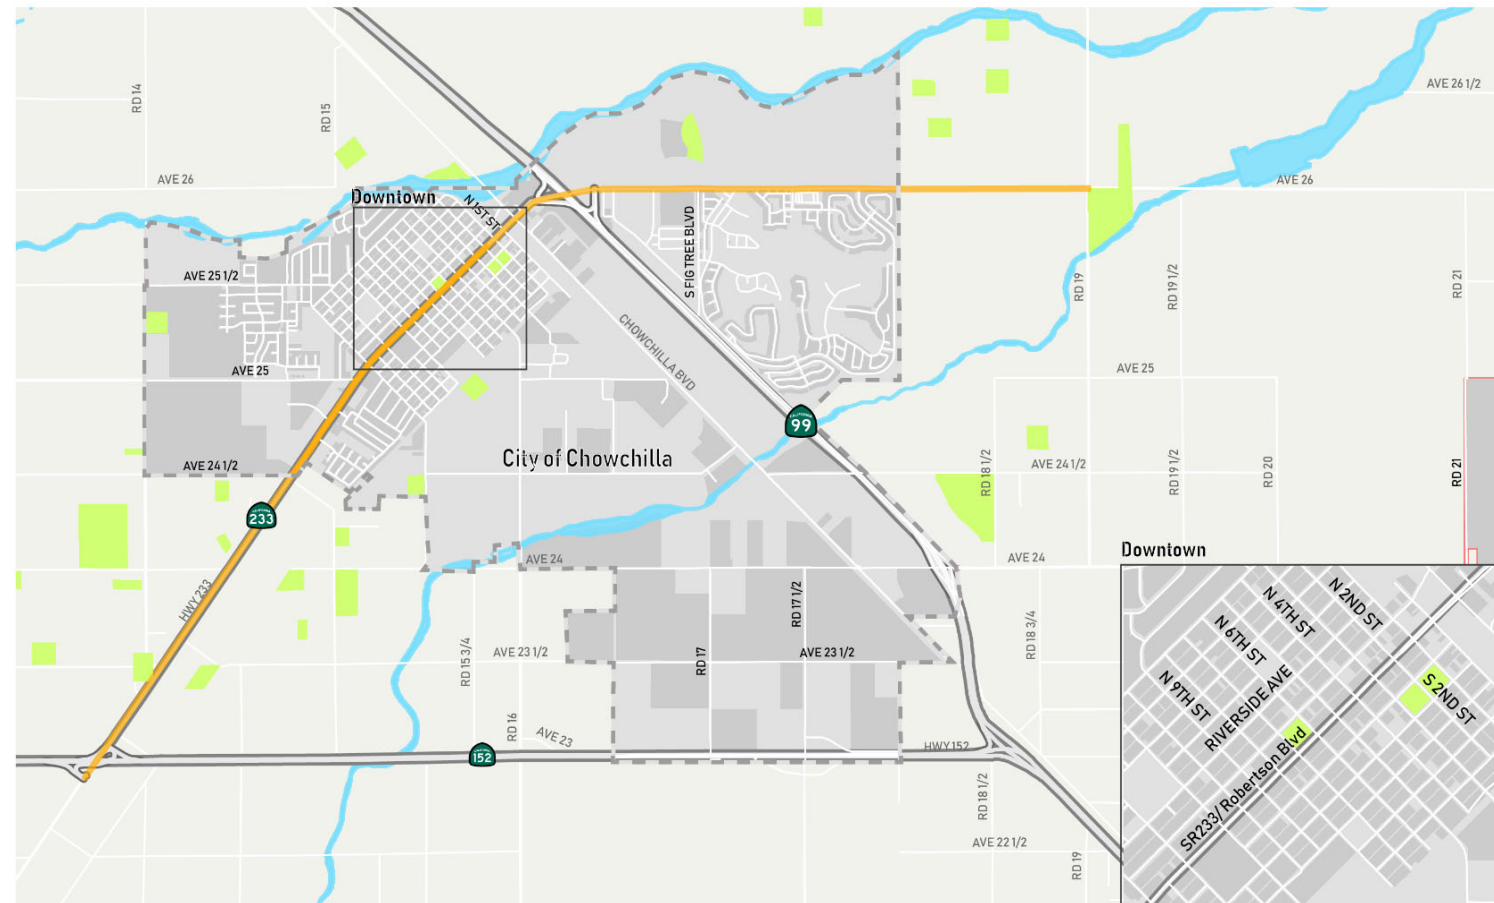 AVE 26 1/2
RD 14
RD 15
AVE 26
AVE 26
Downtown
N 1ST ST
S FIG TREE BLVD
AVE 25 1/2
RD 19
RD 19 1/2
RD 21
CHOWCHILLA BVD
AVE 25
AVE 25
CALIFORNIA
99
City of Chowchilla
AVE 24 1/2
RD 18 1/2
AVE 24 1/2
RD 19 1/2
RD 20
RD 21
233
AVE 24
AVE 24
HWY 233
RD 17 1/2
RD 18 3/4
RD 15 3/4
AVE 23 1/2
RD 17
AVE 23 1/2
RD 16
AVE 23
152
HWY 152
RD 18 1/2
AVE 22 1/2
RD 19
Downtown
N 2ND ST
N 4TH ST
N 6TH ST
N 9TH ST
RIVERSIDE AVE
S 2ND ST
SR233/ Robertson Blvd